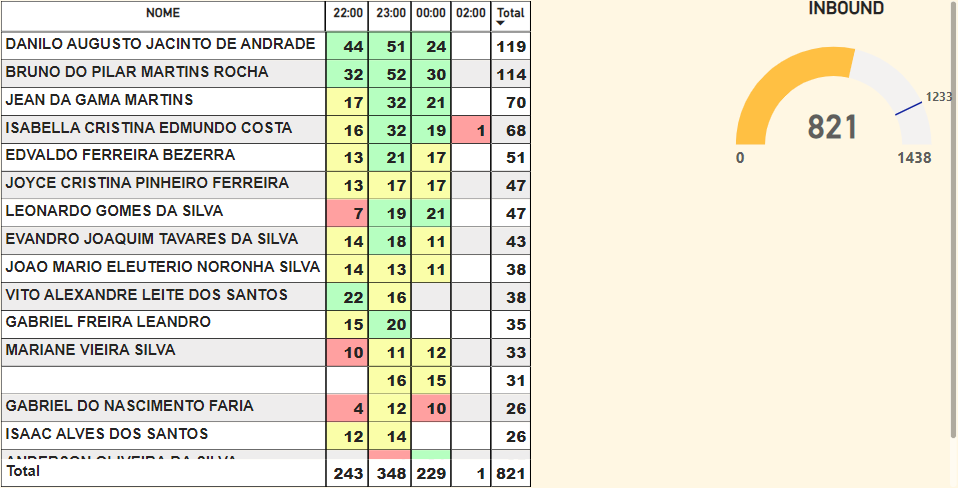 NOME 22:00 23:00 00:00 02:00 Total
DANILO AUGUSTO JACINTO DE ANDRADE 44 51 24 119
BRUNO DO PILAR MARTINS ROCHA 32 52 30 114
JEAN DA GAMA MARTINS 17 32 21 70
ISABELLA CRISTINA EDMUNDO COSTA 16 32 19 1 68
EDVALDO FERREIRA BEZERRA 13 21 17 51
JOYCE CRISTINA PINHEIRO FERREIRA 13 17 17 47
LEONARDO GOMES DA SILVA 7 19 21 47
EVANDRO JOAQUIM TAVARES DA SILVA 14 18 11 43
JOAO MARIO ELEUTERIO NORONHA SILVA 14 13 11 38
VITO ALEXANDRE LEITE DOS SANTOS 22 16 38
GABRIEL FREIRA LEANDRO 15 20 35
MARIANE VIEIRA SILVA 10 11 12 33
16 15 31
GABRIEL DO NASCIMENTO FARIA 4 12 10 26
ISAAC ALVES DOS SANTOS 12 14 26
Total 243 348 229 1 821
INBOUND
1233
821
0 1438